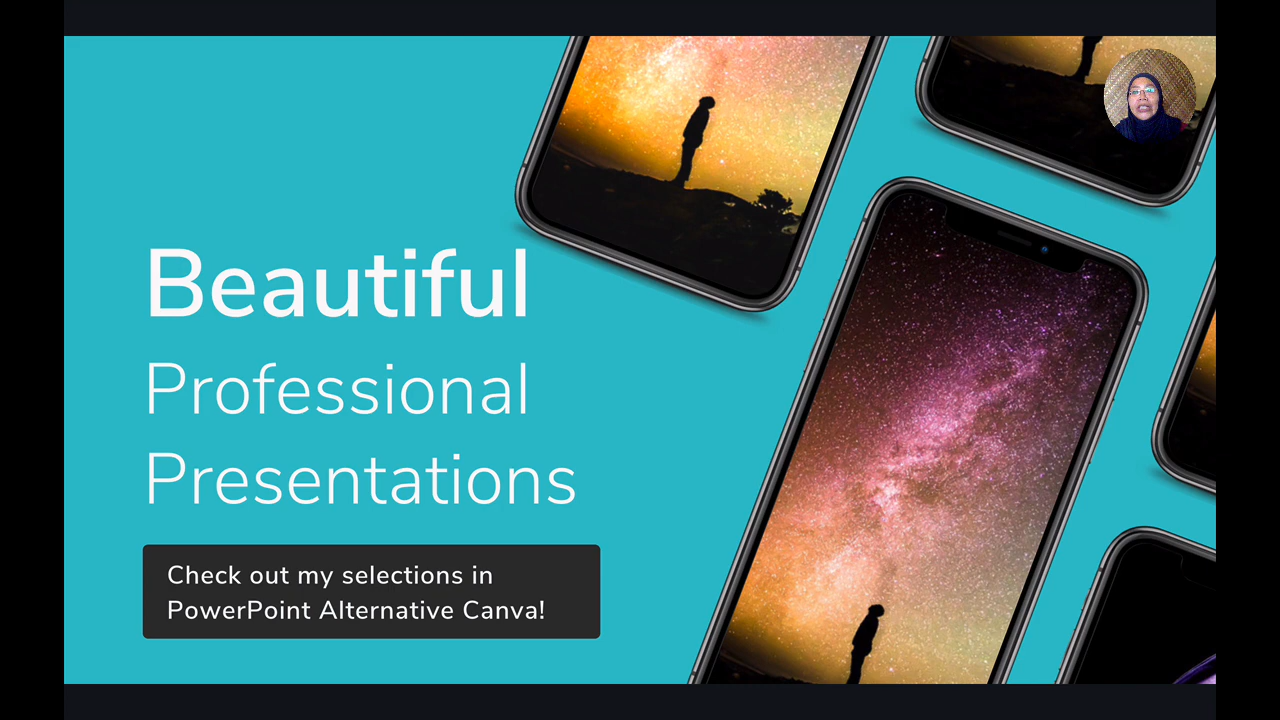 Beautiful
Professional
Presentations
Check out my selections in
PowerPoint Alternative Canva!